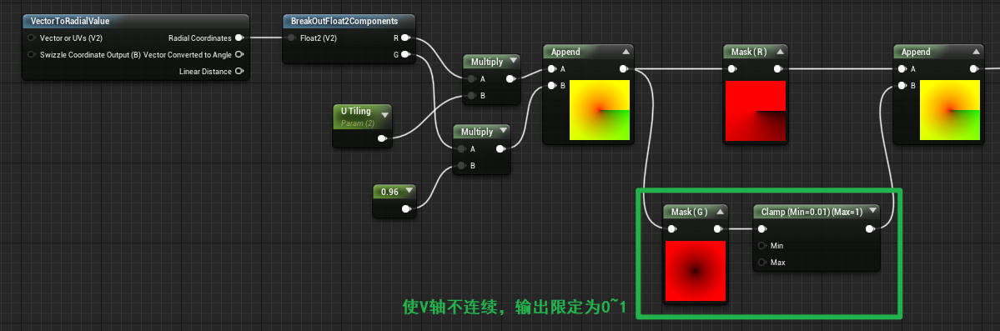 VectorToRadialValue
Vector or UVs (V2)
Radial Coordinates
Swizzle Coordinate Output (B)
Vector Converted to Angle
Linear Distance
BreakOutFloat2Components
Float2 (V2)
R
G
Multiply
A
B
U Tiling
Param (2)
Multiply
A
B
0.96
Append
A
B
Mask ( R )
Append
A
B
Mask ( G )
Clamp (Min=0.01) (Max=1)
Min
Max
使V轴不连续，输出限定为0~1